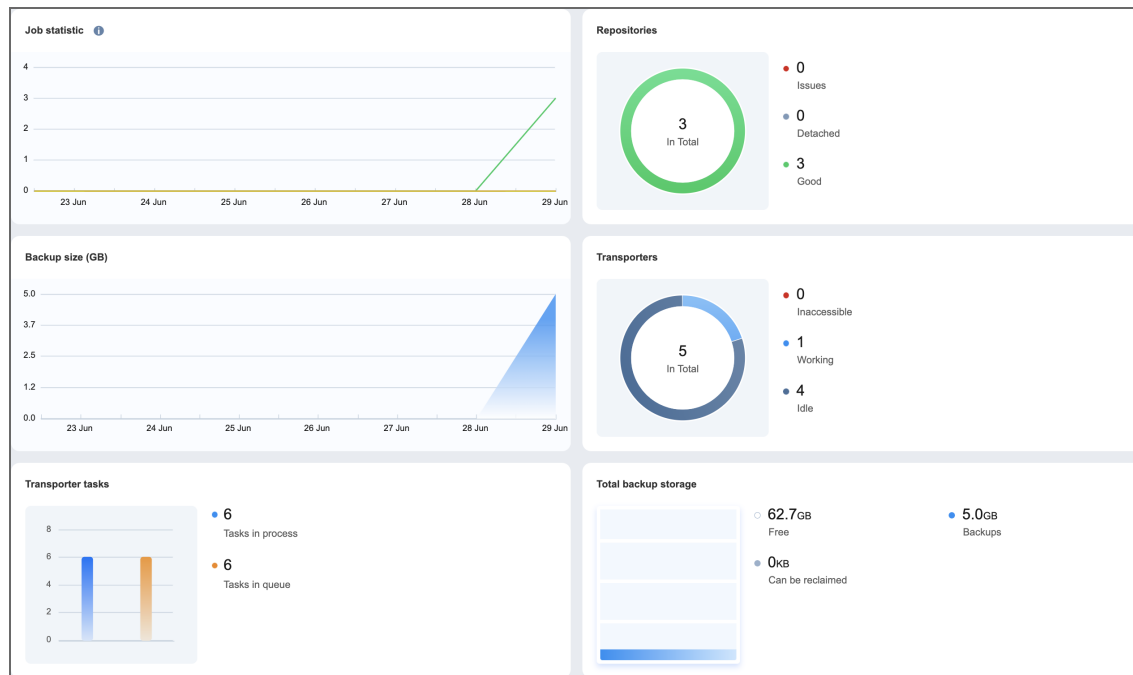 Job statistic
4
3
2
1
0
23 Jun 24 Jun 25 Jun 26 Jun 27 Jun 28 Jun 29 Jun
Repositories
3
In Total
0
Issues
0
Detached
3
Good
Backup size (GB)
5.0
3.7
2.5
1.2
0.0
23 Jun 24 Jun 25 Jun 26 Jun 27 Jun 28 Jun 29 Jun
Transporters
5
In Total
0
Inaccessible
1
Working
4
Idle
Transporter tasks
8
6
4
2
0
6
Tasks in process
6
Tasks in queue
Total backup storage
62.7GB 5.0GB
Free Backups
0KB
Can be reclaimed